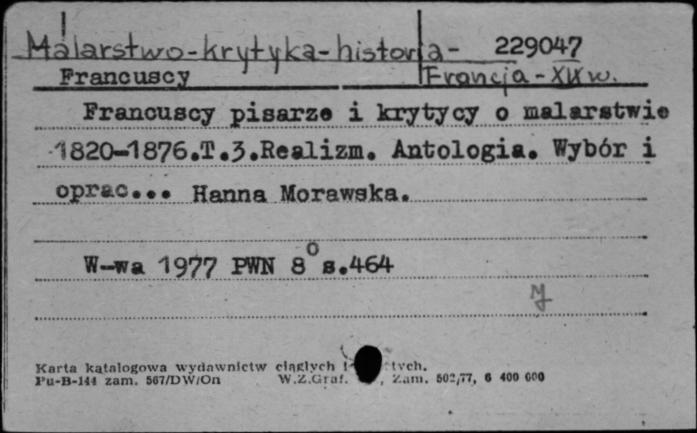 Malarstwo-krytyka-historia- 229047
Francuscy Francja-XIX w.
Francuscy pisarze i krytycy o malarstwie
1820-1876.T.3.Realizm. Antologia. Wybór i
oprac... Hanna Morawska.
W-wa 1977 PWN 8° s.464
Karta katalogowa wydawnictw ciągłych i
Pu-B-144 zam. 567/DW/On W.Z.Graf. Zam. 502/77, 6 400 000